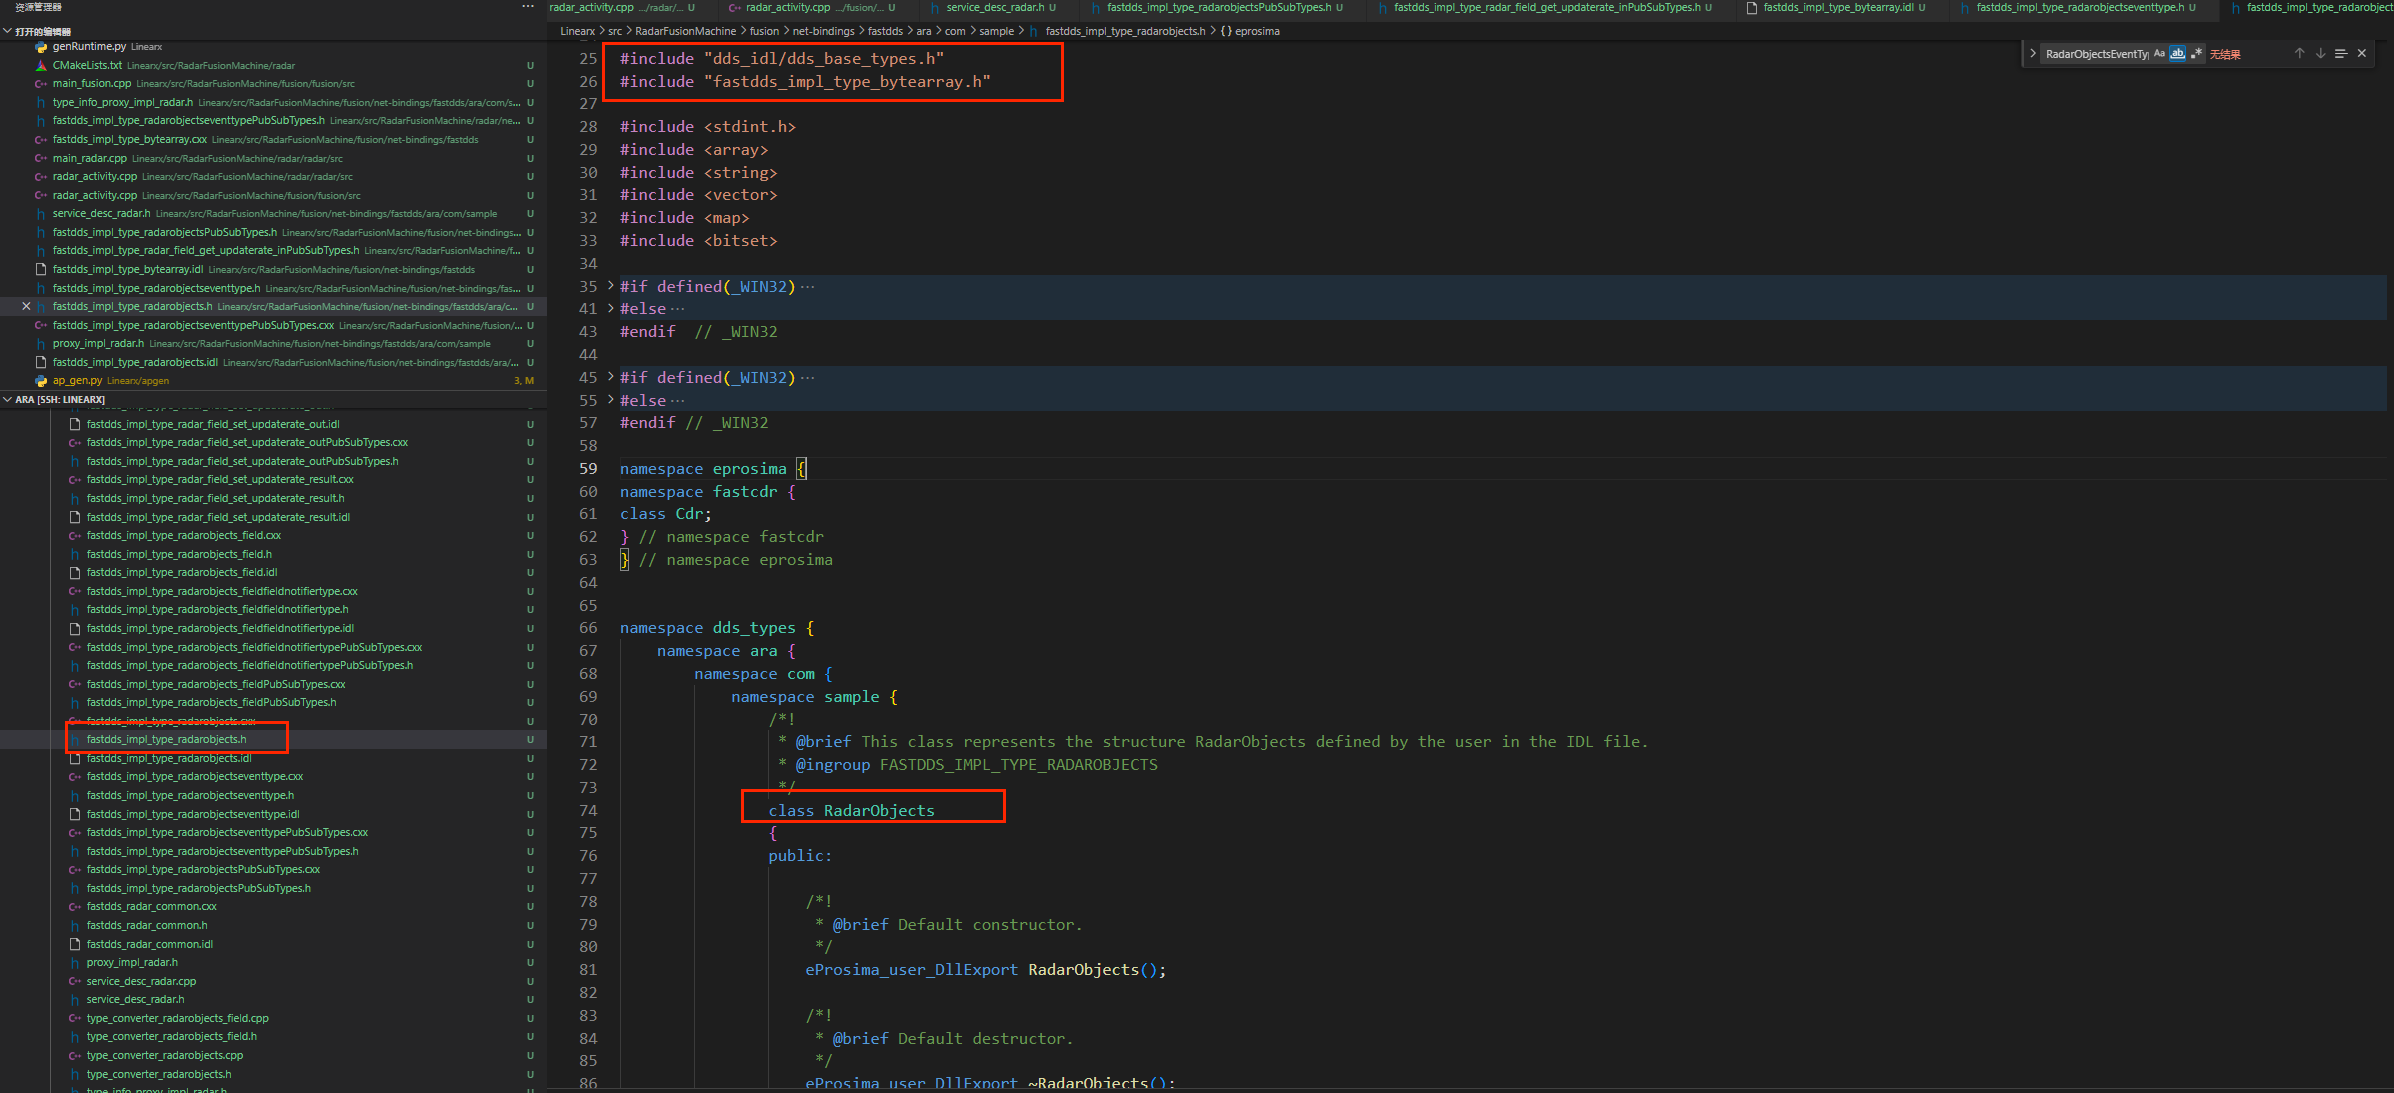 资源管理器 ···
打开的编辑器
genRuntime.py Linearx
CMakeLists.txt Linearx/src/RadarFusionMachine/radar U
main_fusion.cpp Linearx/src/RadarFusionMachine/fusion/fusion/src U
type_info_proxy_impl_radar.h Linearx/src/RadarFusionMachine/fusion/net-bindings/fastdds/ara/com/s... U
fastdds_impl_type_radarobjectseventtypePubSubTypes.h Linearx/src/RadarFusionMachine/radar/ne... U
fastdds_impl_type_bytearray.cxx Linearx/src/RadarFusionMachine/fusion/net-bindings/fastdds U
main_radar.cpp Linearx/src/RadarFusionMachine/radar/radar/src U
radar_activity.cpp Linearx/src/RadarFusionMachine/radar/radar/src U
radar_activity.cpp Linearx/src/RadarFusionMachine/fusion/fusion/src U
service_desc_radar.h Linearx/src/RadarFusionMachine/fusion/net-bindings/fastdds/ara/com/sample U
fastdds_impl_type_radarobjectsPubSubTypes.h Linearx/src/RadarFusionMachine/fusion/net-bindings... U
fastdds_impl_type_radar_field_get_updaterate_inPubSubTypes.h Linearx/src/RadarFusionMachine/f... U
fastdds_impl_type_bytearray.idl Linearx/src/RadarFusionMachine/fusion/net-bindings/fastdds U
fastdds_impl_type_radarobjectseventtype.h Linearx/src/RadarFusionMachine/fusion/net-bindings/fas... U
fastdds_impl_type_radarobjects.h Linearx/src/RadarFusionMachine/fusion/net-bindings/fastdds/ara/c... U
fastdds_impl_type_radarobjectseventtypePubSubTypes.cxx Linearx/src/RadarFusionMachine/fusion/... U
proxy_impl_radar.h Linearx/src/RadarFusionMachine/fusion/net-bindings/fastdds/ara/com/sample U
fastdds_impl_type_radarobjects.idl Linearx/src/RadarFusionMachine/fusion/net-bindings/fastdds/ara/... U
ap_gen.py Linearx/apgen 3, M
ARA [SSH: LINEARX]
fastdds_impl_type_radar_field_set_updaterate_out.idl U
fastdds_impl_type_radar_field_set_updaterate_outPubSubTypes.cxx U
fastdds_impl_type_radar_field_set_updaterate_outPubSubTypes.h U
fastdds_impl_type_radar_field_set_updaterate_result.cxx U
fastdds_impl_type_radar_field_set_updaterate_result.h U
fastdds_impl_type_radar_field_set_updaterate_result.idl U
fastdds_impl_type_radarobjects_field.cxx U
fastdds_impl_type_radarobjects_field.h U
fastdds_impl_type_radarobjects_field.idl U
fastdds_impl_type_radarobjects_fieldfieldnotifiertype.cxx U
fastdds_impl_type_radarobjects_fieldfieldnotifiertype.h U
fastdds_impl_type_radarobjects_fieldfieldnotifiertype.idl U
fastdds_impl_type_radarobjects_fieldfieldnotifiertypePubSubTypes.cxx U
fastdds_impl_type_radarobjects_fieldfieldnotifiertypePubSubTypes.h U
fastdds_impl_type_radarobjects_fieldPubSubTypes.cxx U
fastdds_impl_type_radarobjects_fieldPubSubTypes.h U
fastdds_impl_type_radarobjects.cxx U
fastdds_impl_type_radarobjects.h U
fastdds_impl_type_radarobjects.idl U
fastdds_impl_type_radarobjectseventtype.cxx U
fastdds_impl_type_radarobjectseventtype.h U
fastdds_impl_type_radarobjectseventtype.idl U
fastdds_impl_type_radarobjectseventtypePubSubTypes.cxx U
fastdds_impl_type_radarobjectseventtypePubSubTypes.h U
fastdds_impl_type_radarobjectsPubSubTypes.cxx U
fastdds_impl_type_radarobjectsPubSubTypes.h U
fastdds_radar_common.cxx U
fastdds_radar_common.h U
fastdds_radar_common.idl U
proxy_impl_radar.h U
service_desc_radar.cpp U
service_desc_radar.h U
type_converter_radarobjects_field.cpp U
type_converter_radarobjects_field.h U
type_converter_radarobjects.cpp U
type_converter_radarobjects.h U
type_info_proxy_impl_radar.h U
radar_activity.cpp .../radar/... U radar_activity.cpp .../fusion/... U service_desc_radar.h U fastdds_impl_type_radarobjectsPubSubTypes.h U fastdds_impl_type_radar_field_get_updaterate_inPubSubTypes.h U fastdds_impl_type_bytearray.idl U fastdds_impl_type_radarobjectseventtype.h U fastdds_impl_type_radarobject
Linearx > src > RadarFusionMachine > fusion > net-bindings > fastdds > ara > com > sample > fastdds_impl_type_radarobjects.h > {} eprosima
RadarObjectsEventTy Aa ab .* 无结果
25 #include "dds_idl/dds_base_types.h"
26 #include "fastdds_impl_type_bytearray.h"
27
28 #include <stdint.h>
29 #include <array>
30 #include <string>
31 #include <vector>
32 #include <map>
33 #include <bitset>
34
35 #if defined(_WIN32) ···
41 #else ···
43 #endif // _WIN32
44
45 #if defined(_WIN32) ···
55 #else ···
57 #endif // _WIN32
58
59 namespace eprosima {
60 namespace fastcdr {
61 class Cdr;
62 } // namespace fastcdr
63 } // namespace eprosima
64
65
66 namespace dds_types {
67 namespace ara {
68 namespace com {
69 namespace sample {
70 /*!
71 * @brief This class represents the structure RadarObjects defined by the user in the IDL file.
72 * @ingroup FASTDDS_IMPL_TYPE_RADAROBJECTS
73 */
74 class RadarObjects
75 {
76 public:
77
78 /*!
79 * @brief Default constructor.
80 */
81 eProsima_user_DllExport RadarObjects();
82
83 /*!
84 * @brief Default destructor.
85 */
86 eProsima_user_DllExport ~RadarObjects();